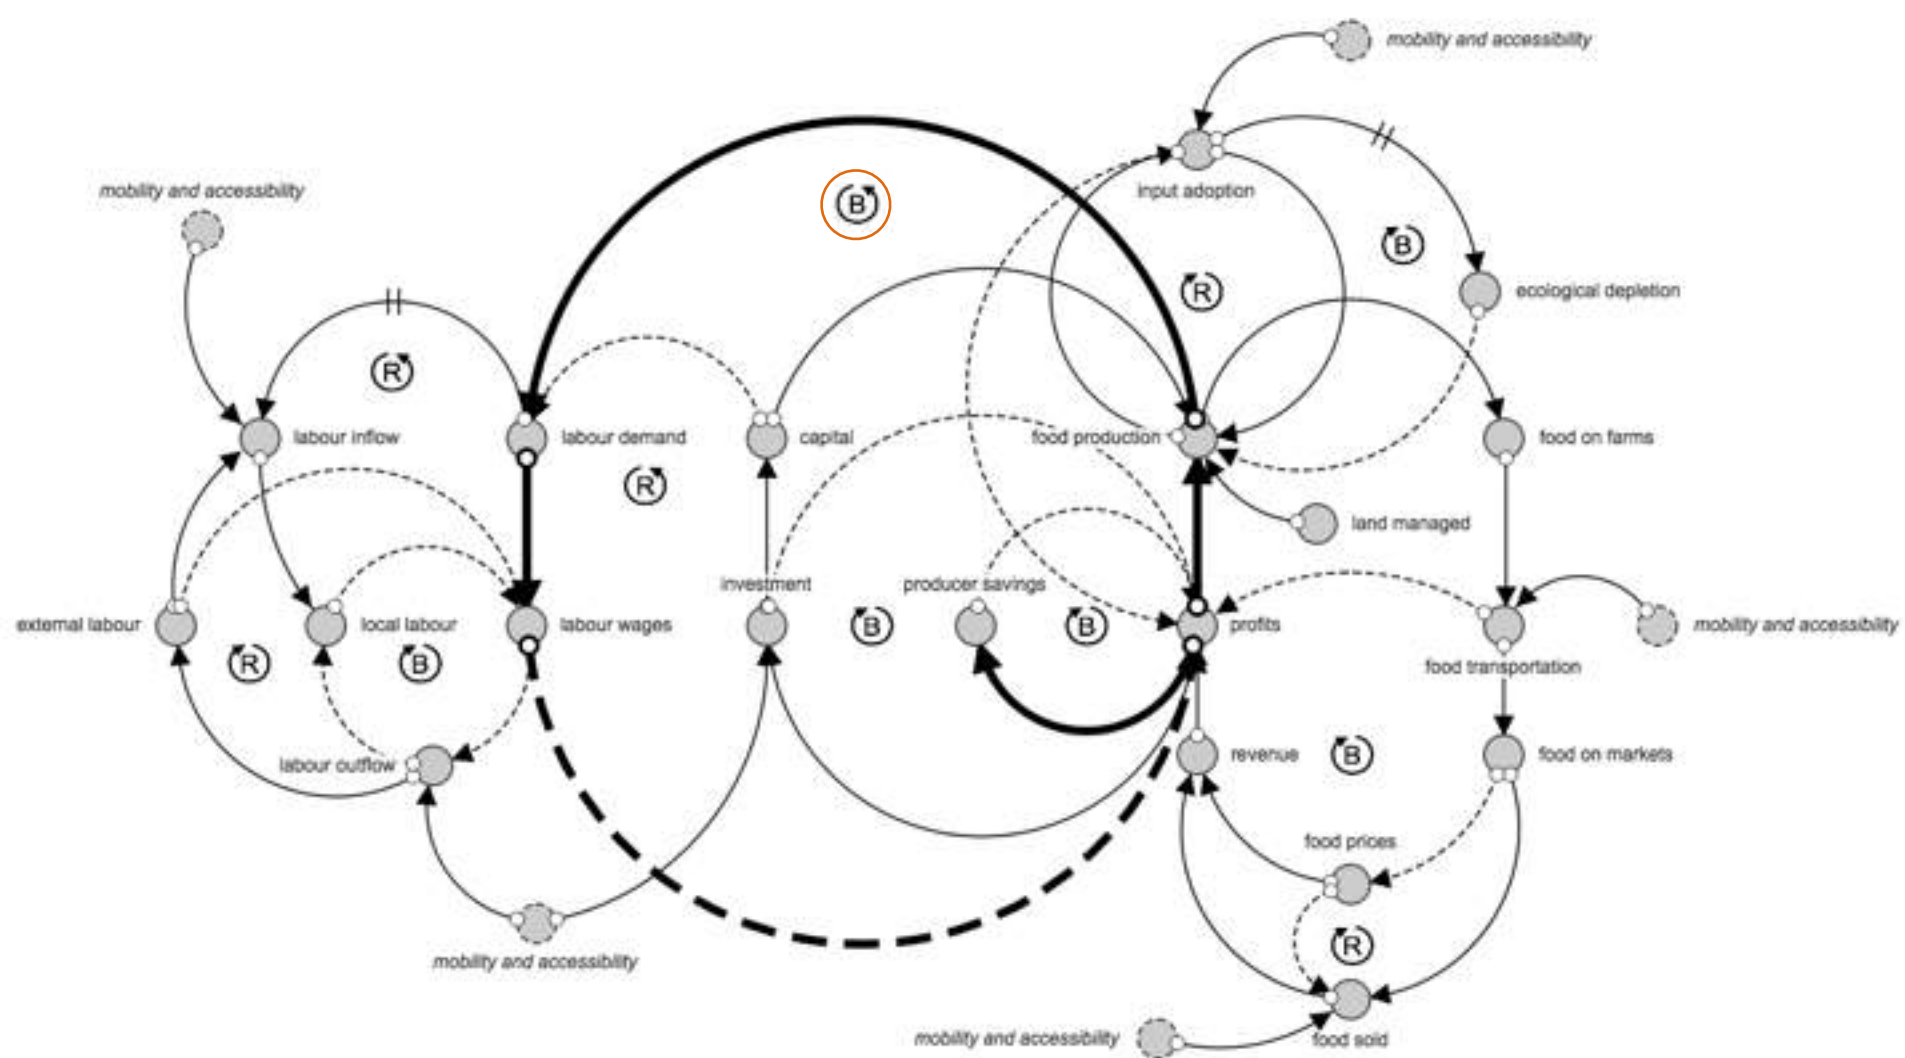 mobility and accessibility
mobility and accessibility
input adoption
B
B
R
ecological depletion
R
labour inflow
labour demand
capital
food production
food on farms
R
land managed
investment
producer savings
external labour
local labour
labour wages
B
B
profits
mobility and accessibility
food transportation
R
B
labour outflow
revenue
B
food on markets
food prices
R
mobility and accessibility
mobility and accessibility
food sold